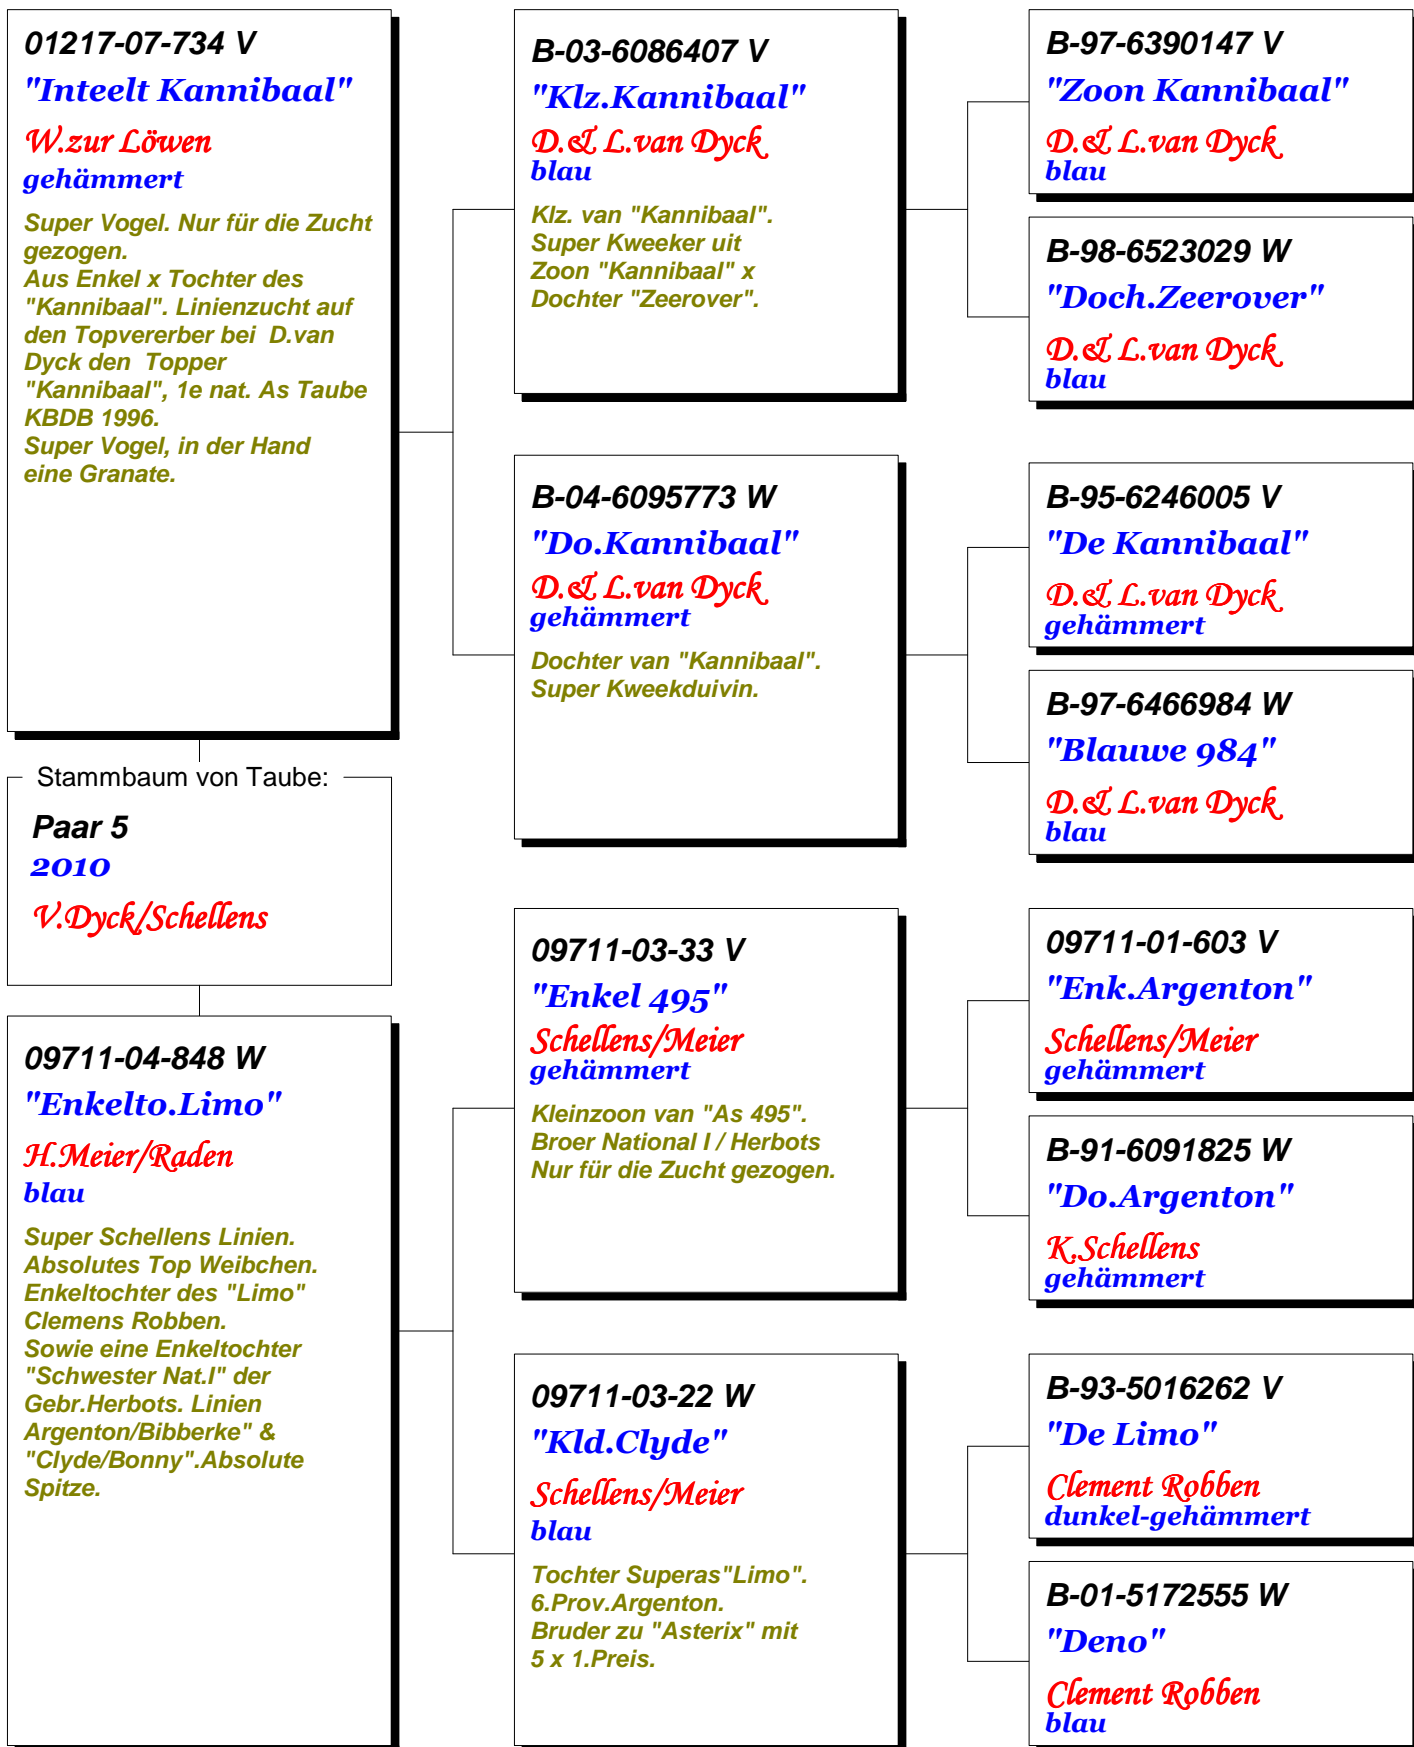 01217-07-734 V
"Inteelt Kannibaal"
W.zur Löwen
gehämmert
Super Vogel. Nur für die Zucht
gezogen.
Aus Enkel x Tochter des
"Kannibaal". Linienzucht auf
den Topvererber bei  D.van
Dyck den  Topper
"Kannibaal", 1e nat. As Taube
KBDB 1996.
Super Vogel, in der Hand
eine Granate.
Stammbaum von Taube:
Paar 5
2010
V.Dyck/Schellens
09711-04-848 W
"Enkelto.Limo"
H.Meier/Raden
blau
Super Schellens Linien.
Absolutes Top Weibchen.
Enkeltochter des "Limo"
Clemens Robben.
Sowie eine Enkeltochter
"Schwester Nat.I" der
Gebr.Herbots. Linien
Argenton/Bibberke" &
"Clyde/Bonny".Absolute
Spitze.
B-03-6086407 V
"Klz.Kannibaal"
D.& L.van Dyck
blau
Klz. van "Kannibaal".
Super Kweeker uit
Zoon "Kannibaal" x
Dochter "Zeerover".
B-04-6095773 W
"Do.Kannibaal"
D.& L.van Dyck
gehämmert
Dochter van "Kannibaal".
Super Kweekduivin.
09711-03-33 V
"Enkel 495"
Schellens/Meier
gehämmert
Kleinzoon van "As 495".
Broer National I / Herbots
Nur für die Zucht gezogen.
09711-03-22 W
"Kld.Clyde"
Schellens/Meier
blau
Tochter Superas"Limo".
6.Prov.Argenton.
Bruder zu "Asterix" mit
5 x 1.Preis.
B-97-6390147 V
"Zoon Kannibaal"
D.& L.van Dyck
blau
B-98-6523029 W
"Doch.Zeerover"
D.& L.van Dyck
blau
B-95-6246005 V
"De Kannibaal"
D.& L.van Dyck
gehämmert
B-97-6466984 W
"Blauwe 984"
D.& L.van Dyck
blau
09711-01-603 V
"Enk.Argenton"
Schellens/Meier
gehämmert
B-91-6091825 W
"Do.Argenton"
K.Schellens
gehämmert
B-93-5016262 V
"De Limo"
Clement Robben
dunkel-gehämmert
B-01-5172555 W
"Deno"
Clement Robben
blau